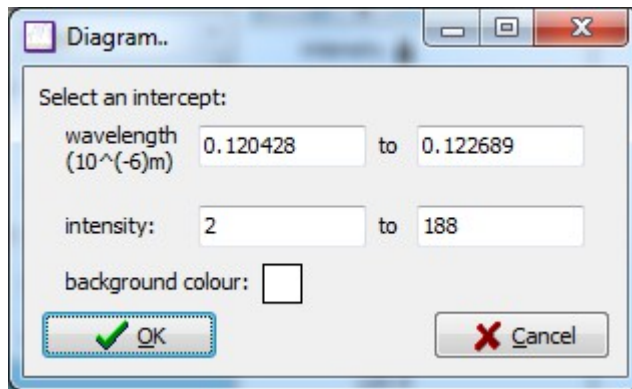 Diagram..
Select an intercept:
wavelength
(10^(-6)m)
0.120428 to 0.122689
intensity: 2 to 188
background colour:
OK Cancel